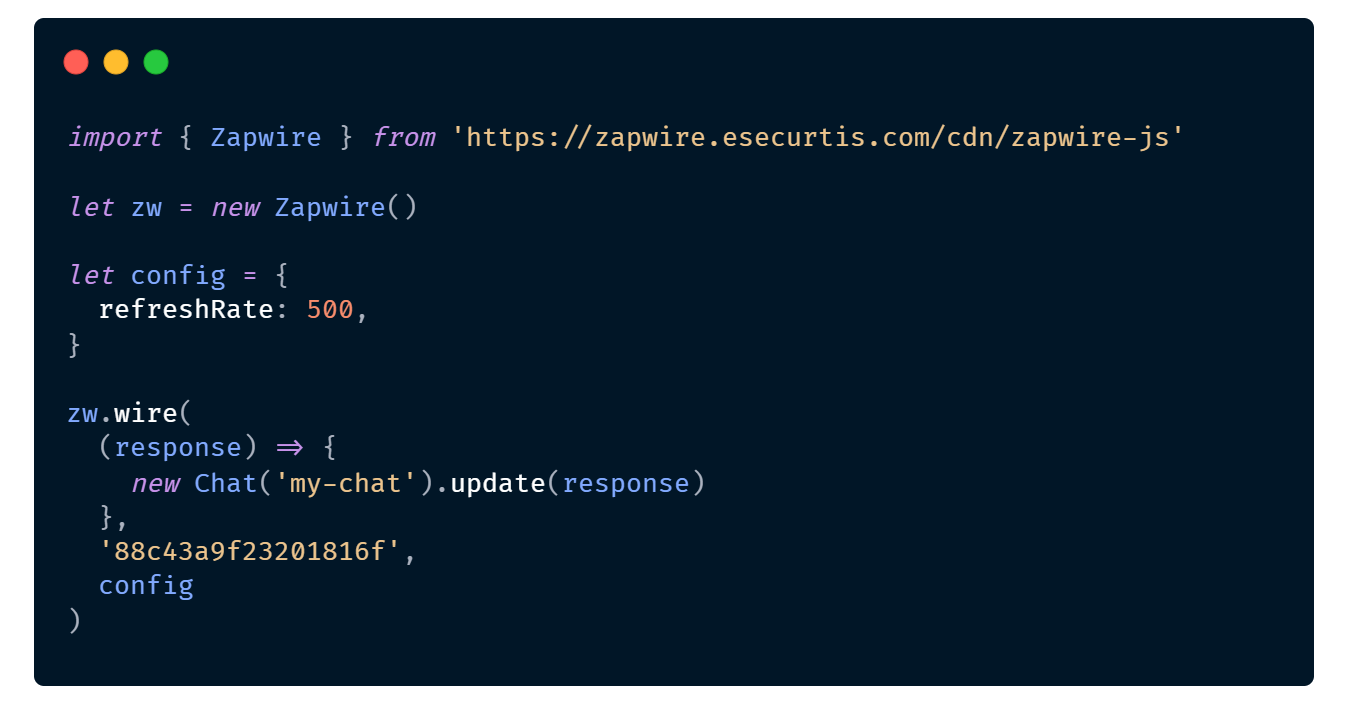 import { Zapwire } from 'https://zapwire.esecurtis.com/cdn/zapwire-js'
let zw = new Zapwire()
let config = {
  refreshRate: 500,
}
zw.wire(
  (response) => {
    new Chat('my-chat').update(response)
  },
  '88c43a9f23201816f',
  config
)